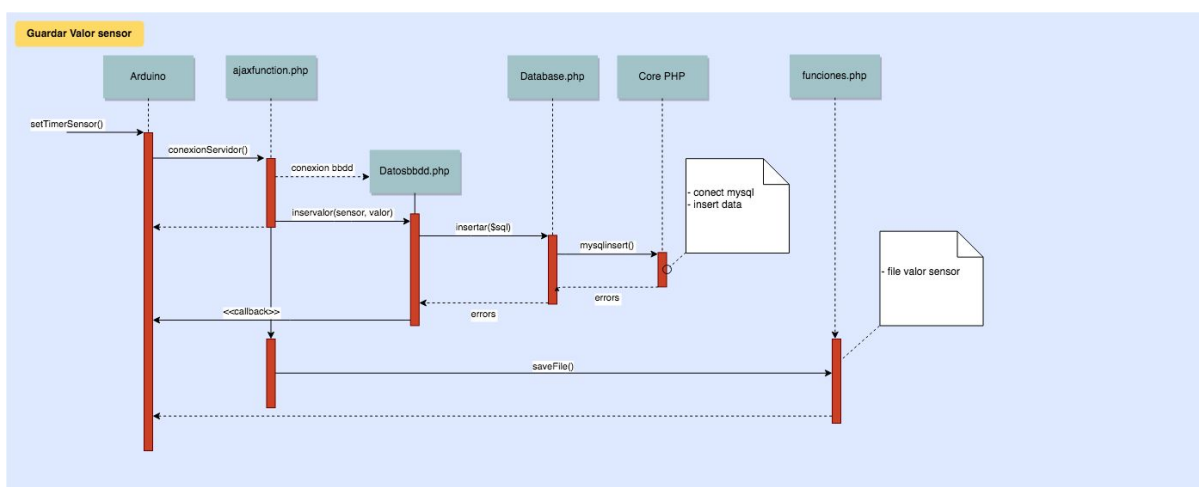 Guardar Valor sensor
Arduino
ajaxfunction.php
Database.php
Core PHP
funciones.php
setTimerSensor()
conexionServidor()
conexion bbdd
Datosbbdd.php
- conect mysql
- insert data
inservalor(sensor, valor)
insertar($sql)
mysqlinsert()
- file valor sensor
errors
errors
<<callback>>
saveFile()